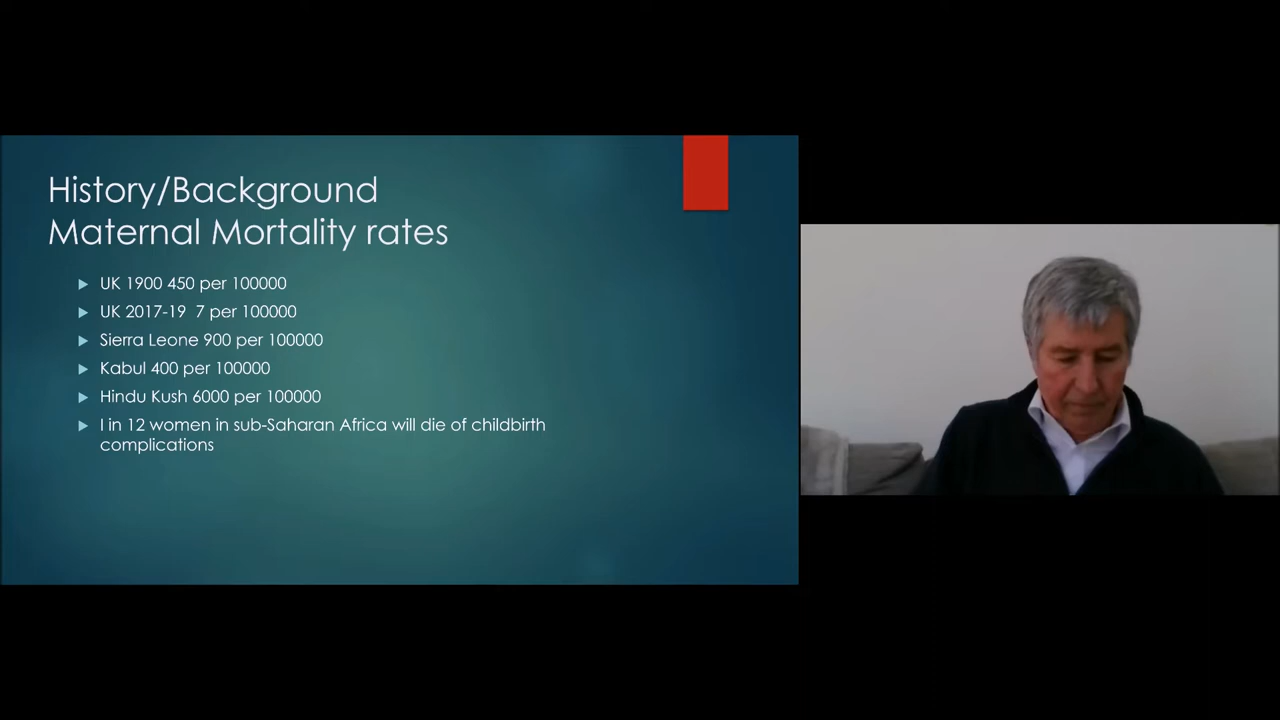 History/Background
Maternal Mortality rates
UK 1900 450 per 100000
UK 2017-19 7 per 100000
Sierra Leone 900 per 100000
Kabul 400 per 100000
Hindu Kush 6000 per 100000
I in 12 women in sub-Saharan Africa will die of childbirth
complications